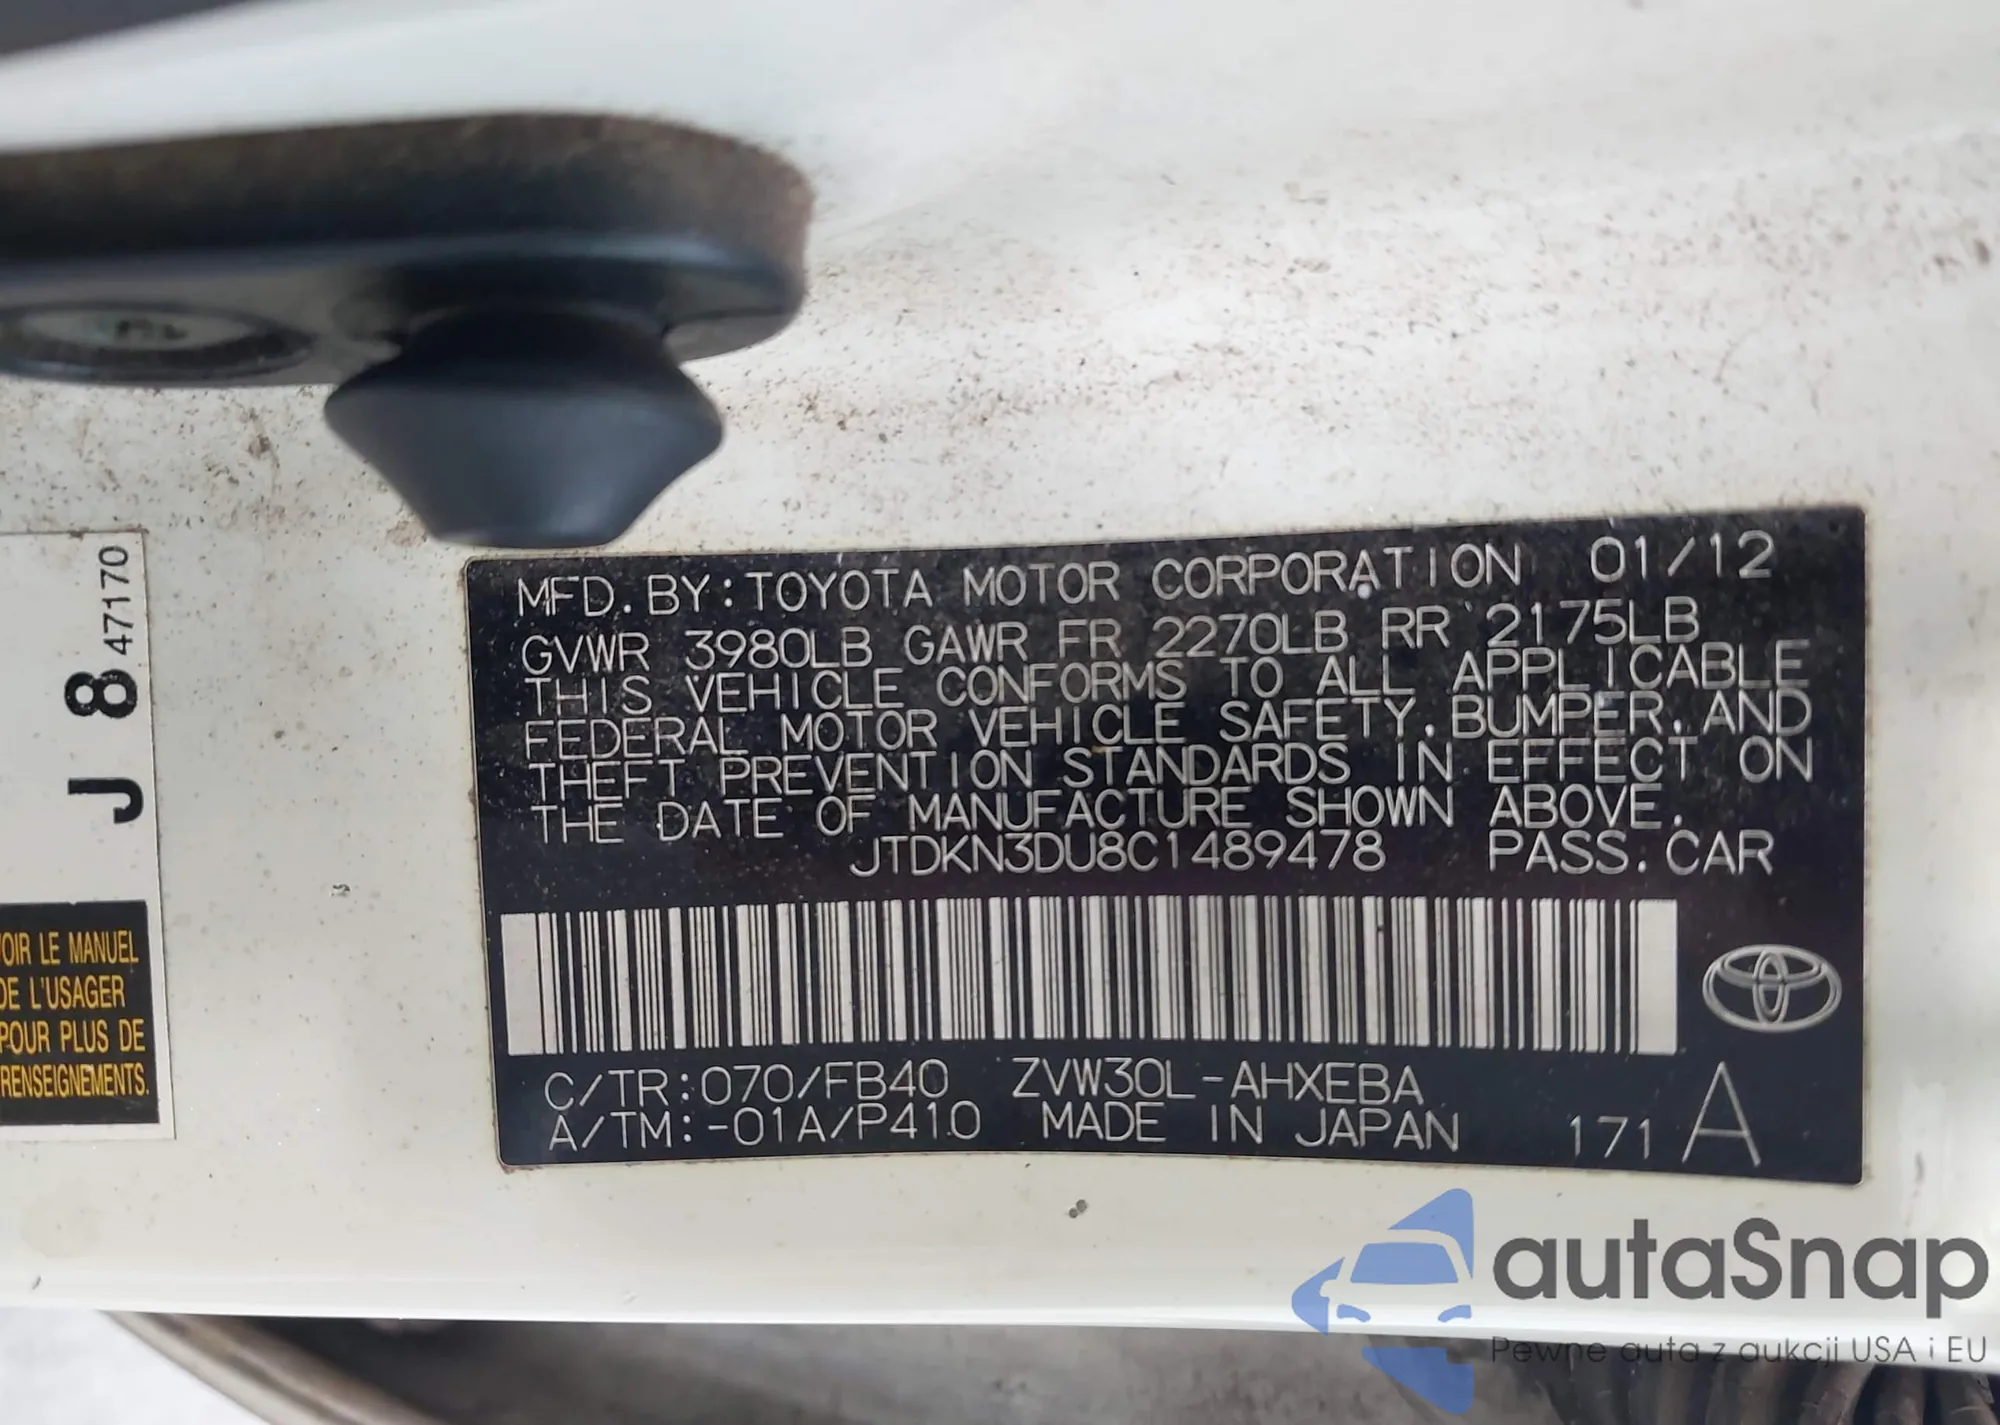 MFD. BY: TOYOTA MOTOR CORPORATION 01/12
GVWR 3980LB GAWR FR 2270LB RR 2175LB
THIS VEHICLE CONFORMS TO ALL APPLICABLE
FEDERAL MOTOR VEHICLE SAFETY, BUMPER, AND
THEFT PREVENTION STANDARDS IN EFFECT ON
THE DATE OF MANUFACTURE SHOWN ABOVE.
JTDKN3DU8C1489478 PASS. CAR
C/TR: 070/FB40 ZVW30L-AHXEBA
A/TM: -01A/P410 MADE IN JAPAN 171 A
J 8 47170
OIR LE MANUEL
DE L'USAGER
POUR PLUS DE
RENSEIGNEMENTS.
autaSnap
Pewne auta z aukcji USA i EU